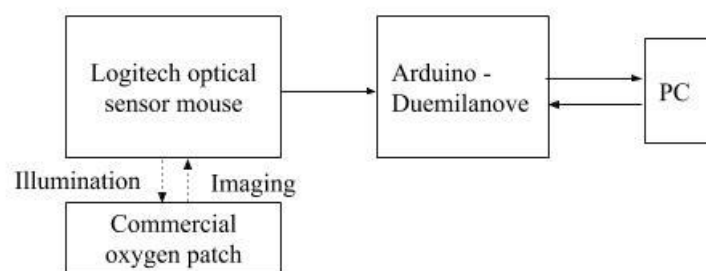 Logitech optical
sensor mouse
Arduino -
Duemilanove
PC
Illumination
Imaging
Commercial
oxygen patch